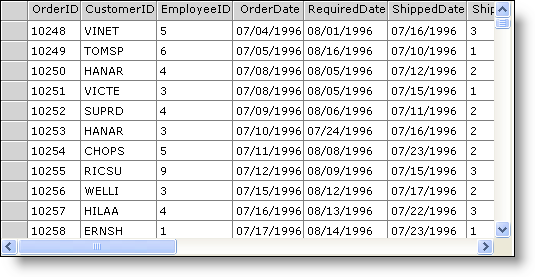 OrderID CustomerID EmployeeID OrderDate RequiredDate ShippedDate Ship
10248 VINET 5 07/04/1996 08/01/1996 07/16/1996 3
10249 TOMSP 6 07/05/1996 08/16/1996 07/10/1996 1
10250 HANAR 4 07/08/1996 08/05/1996 07/12/1996 2
10251 VICTE 3 07/08/1996 08/05/1996 07/15/1996 1
10252 SUPRD 4 07/09/1996 08/06/1996 07/11/1996 2
10253 HANAR 3 07/10/1996 07/24/1996 07/16/1996 2
10254 CHOPS 5 07/11/1996 08/08/1996 07/23/1996 2
10255 RICSU 9 07/12/1996 08/09/1996 07/15/1996 3
10256 WELLI 3 07/15/1996 08/12/1996 07/17/1996 2
10257 HILAA 4 07/16/1996 08/13/1996 07/22/1996 3
10258 ERNSH 1 07/17/1996 08/14/1996 07/23/1996 1